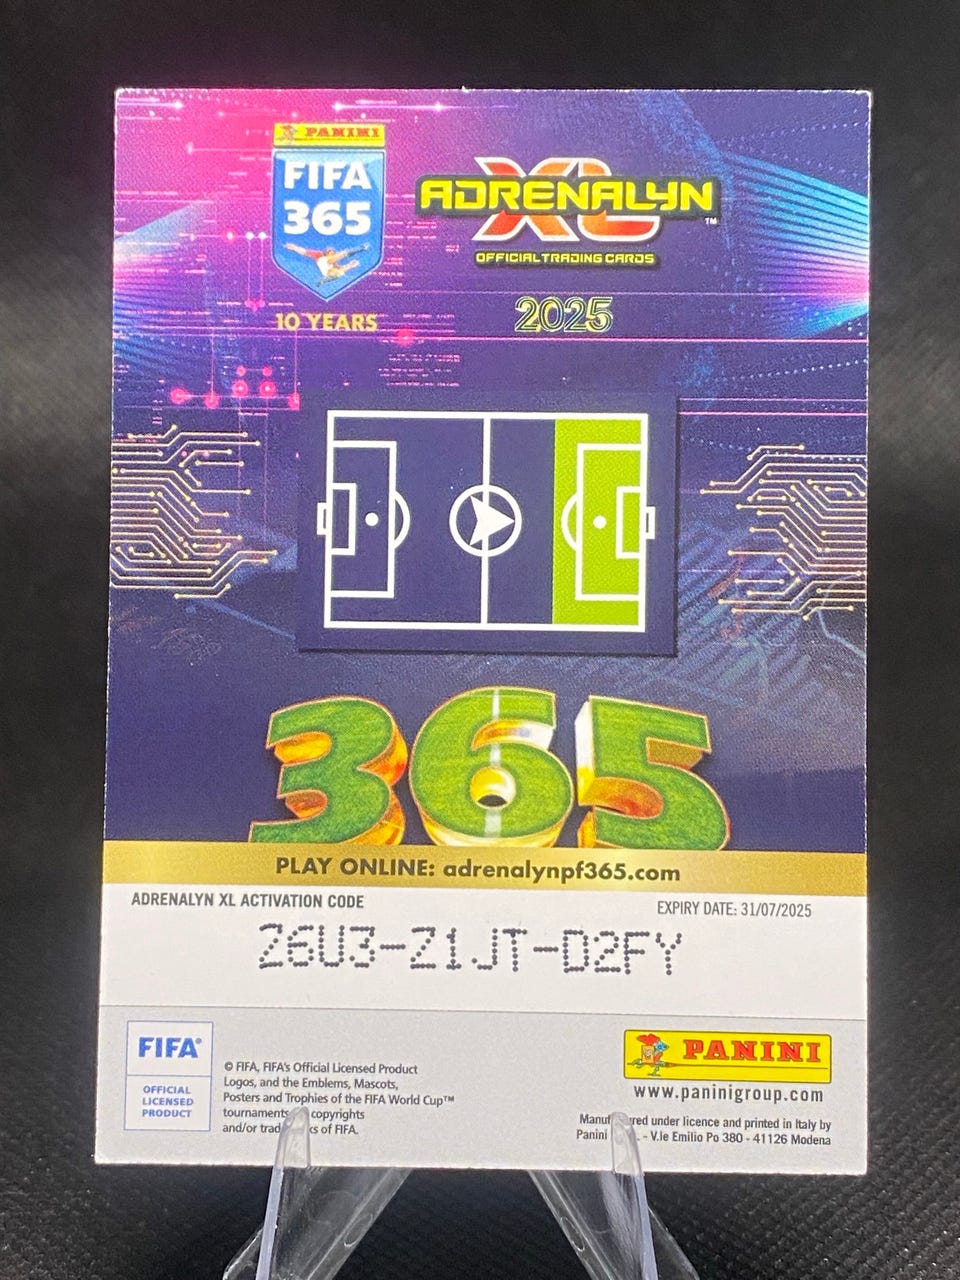 PANINI
FIFA
365
10 YEARS
ADRENALYN
XL
TM
OFFICIAL TRADING CARDS
2025
365
PLAY ONLINE: adrenalynpf365.com
ADRENALYN XL ACTIVATION CODE
EXPIRY DATE: 31/07/2025
Z6U3-Z1JT-D2FY
FIFA®
OFFICIAL
LICENSED
PRODUCT
© FIFA, FIFA's Official Licensed Product
Logos, and the Emblems, Mascots,
Posters and Trophies of the FIFA World Cup™
tournaments copyrights
and/or of FIFA.
PANINI
www.paninigroup.com
under licence and printed in Italy by
Panini - V.le Emilio Po 380 - 41126 Modena